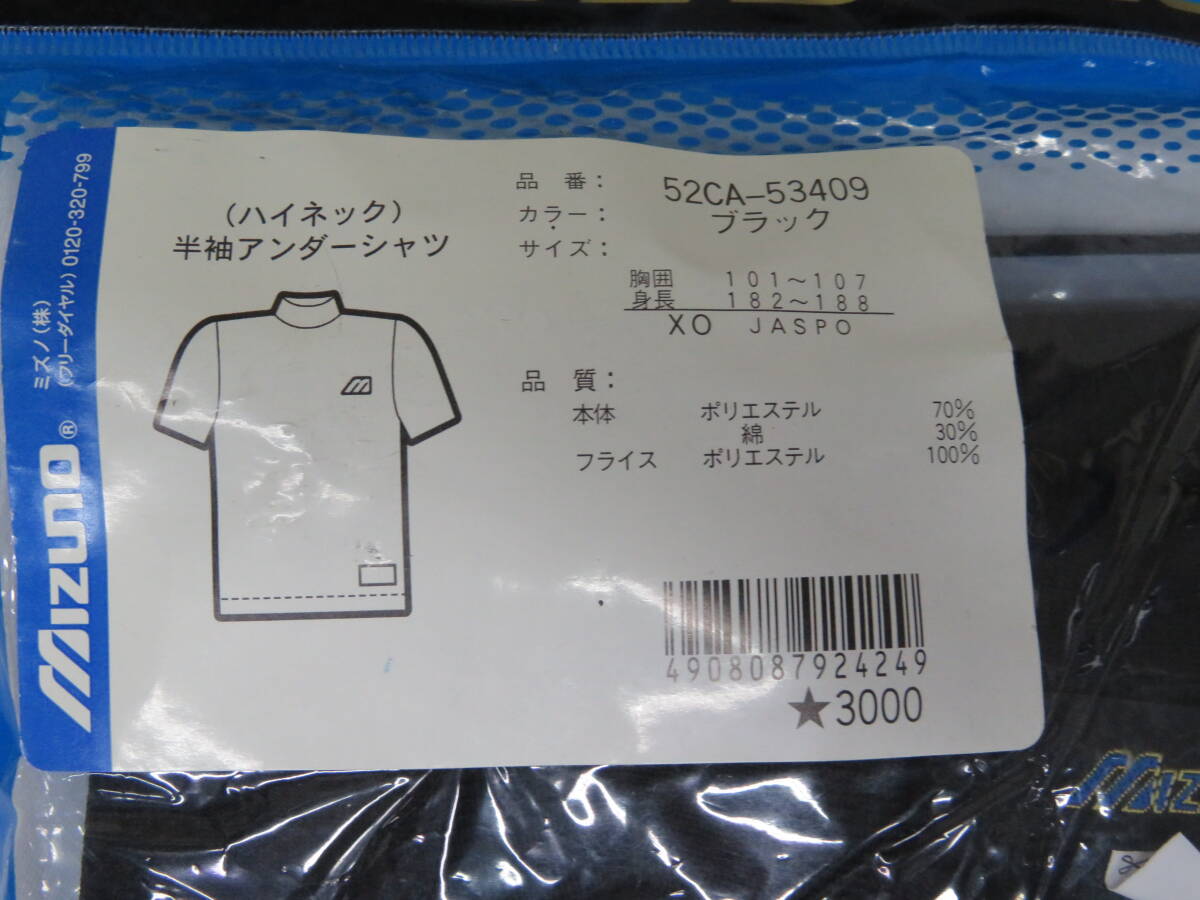 ミズノ(株)
(フリーダイヤル) 0120-320-799
Mizuno®
(ハイネック)
半袖アンダーシャツ
品 番: 52CA-53409
カラー: ブラック
サイズ:
胸囲 101~107
身長 182~188
XO JASPO
品 質:
本体 ポリエステル 70%
綿 30%
フライス ポリエステル 100%
4908087924249
★3000